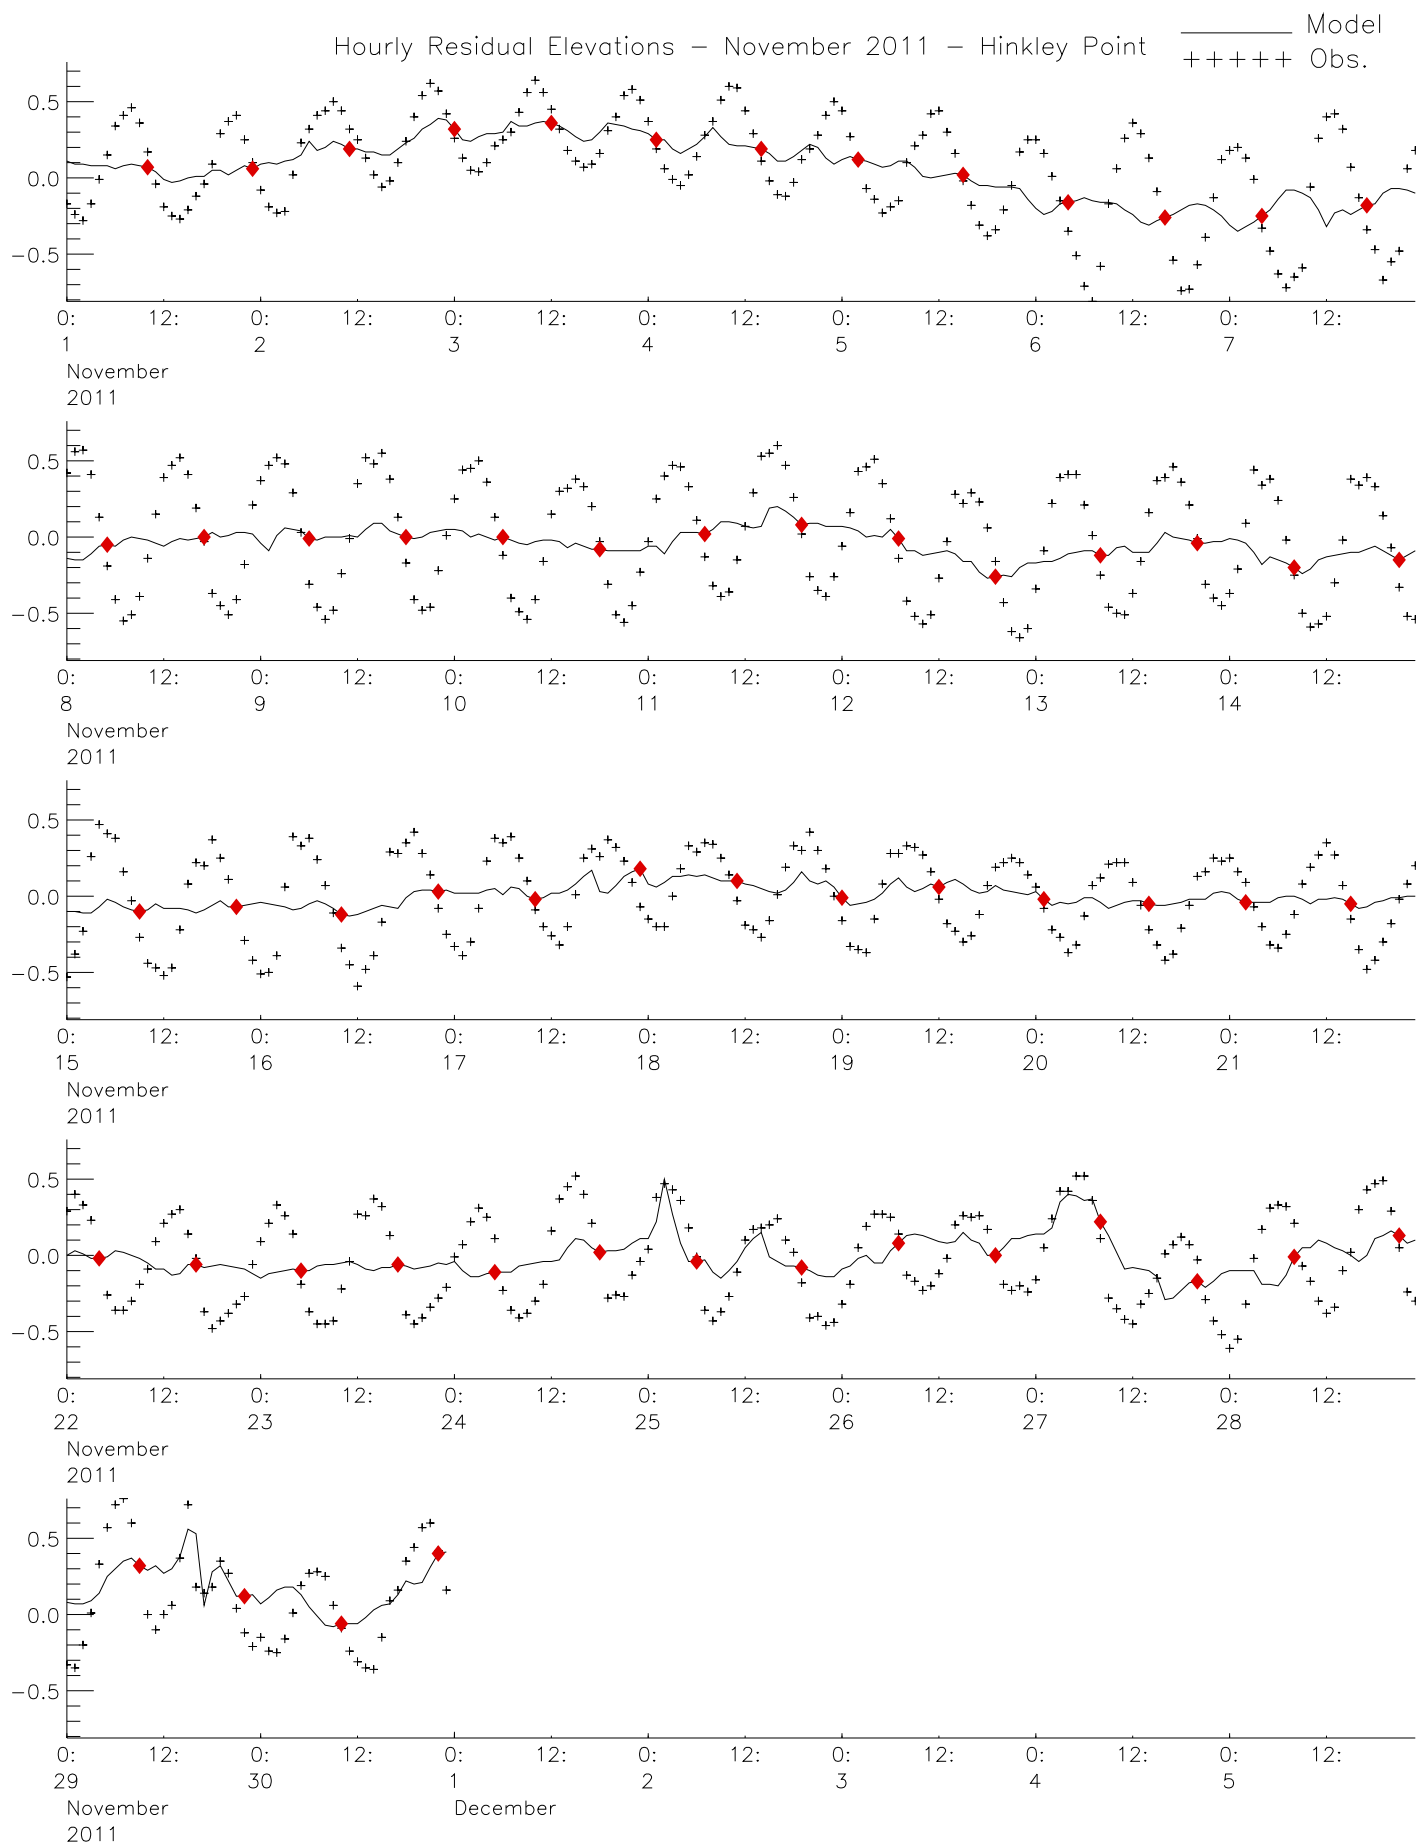 Hourly Residual Elevations – November 2011 – Hinkley Point
Model
+++++ Obs.
0.5
0.0
−0.5
0: 12: 0: 12: 0: 12: 0: 12: 0: 12: 0: 12: 0: 12:
1 2 3 4 5 6 7
November
2011
0.5
0.0
−0.5
0: 12: 0: 12: 0: 12: 0: 12: 0: 12: 0: 12: 0: 12:
8 9 10 11 12 13 14
November
2011
0.5
0.0
−0.5
0: 12: 0: 12: 0: 12: 0: 12: 0: 12: 0: 12: 0: 12:
15 16 17 18 19 20 21
November
2011
0.5
0.0
−0.5
0: 12: 0: 12: 0: 12: 0: 12: 0: 12: 0: 12: 0: 12:
22 23 24 25 26 27 28
November
2011
0.5
0.0
−0.5
0: 12: 0: 12: 0: 12: 0: 12: 0: 12: 0: 12: 0: 12:
29 30 1 2 3 4 5
November December
2011